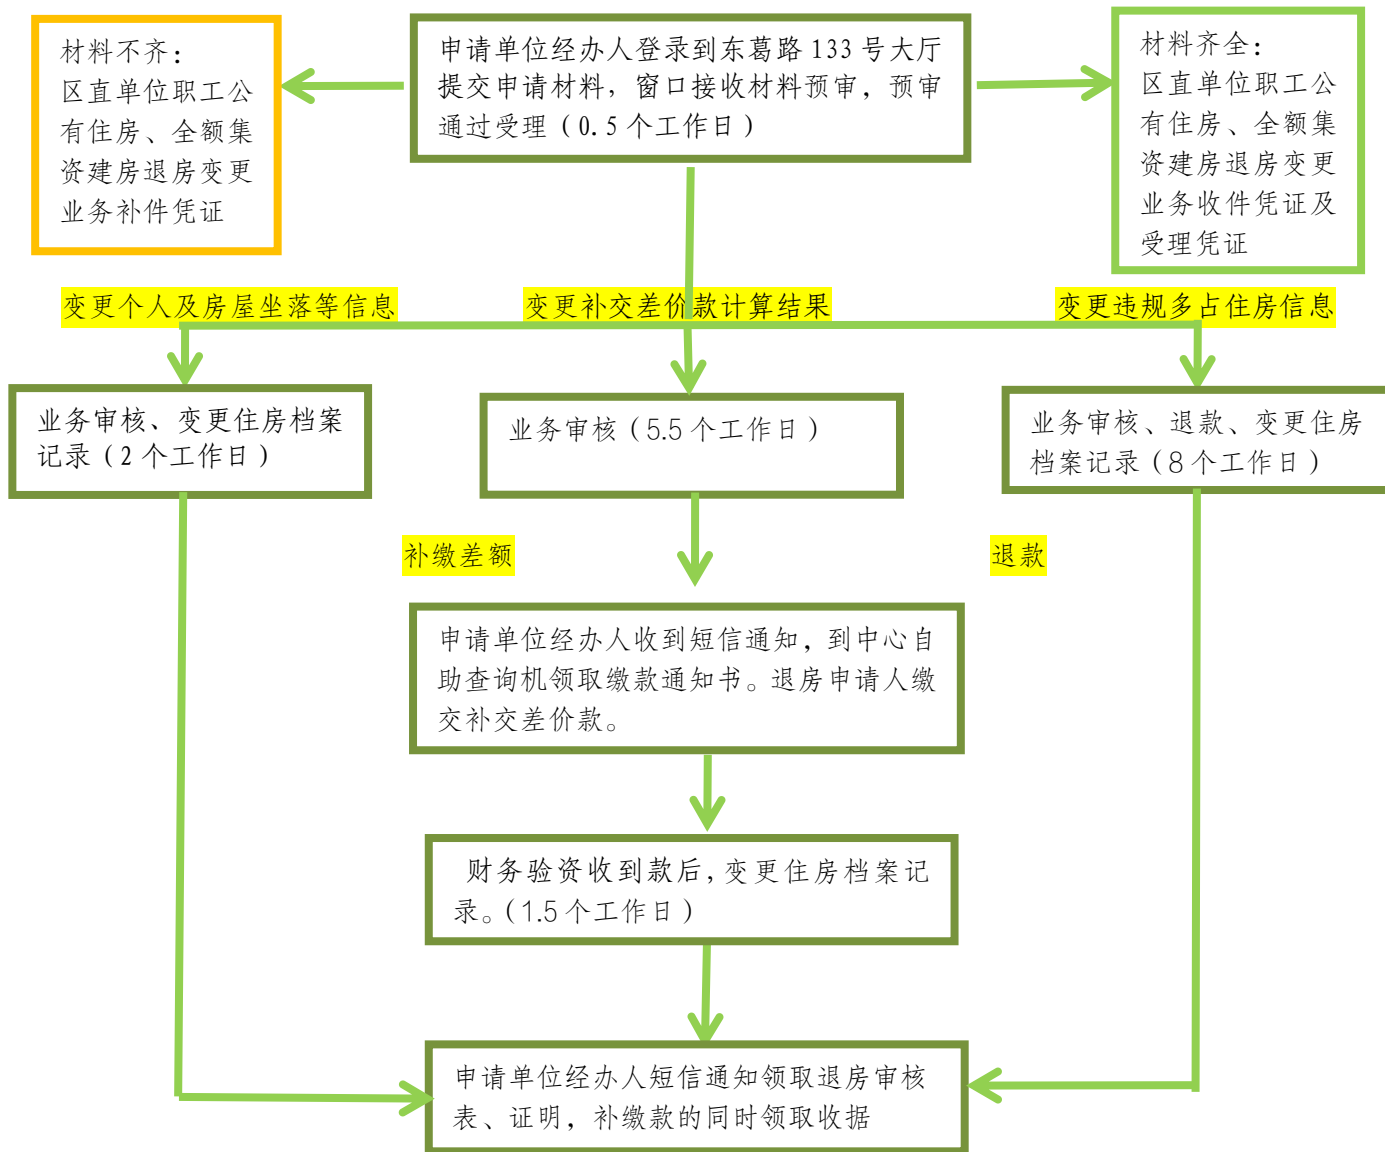 材料不齐：
区直单位职工公
有住房、全额集
资建房退房变更
业务补件凭证
申请单位经办人登录到东葛路 133 号大厅
提交申请材料，窗口接收材料预审，预审
通过受理（0.5 个工作日）
材料齐全：
区直单位职工公
有住房、全额集
资建房退房变更
业务收件凭证及
受理凭证
变更个人及房屋坐落等信息
变更补交差价款计算结果
变更违规多占住房信息
业务审核、变更住房档案
记录（2 个工作日）
业务审核（5.5 个工作日）
业务审核、退款、变更住房
档案记录（8 个工作日）
补缴差额
退款
申请单位经办人收到短信通知，到中心自
助查询机领取缴款通知书。退房申请人缴
交补交差价款。
财务验资收到款后，变更住房档案记
录。（1.5 个工作日）
申请单位经办人短信通知领取退房审核
表、证明，补缴款的同时领取收据